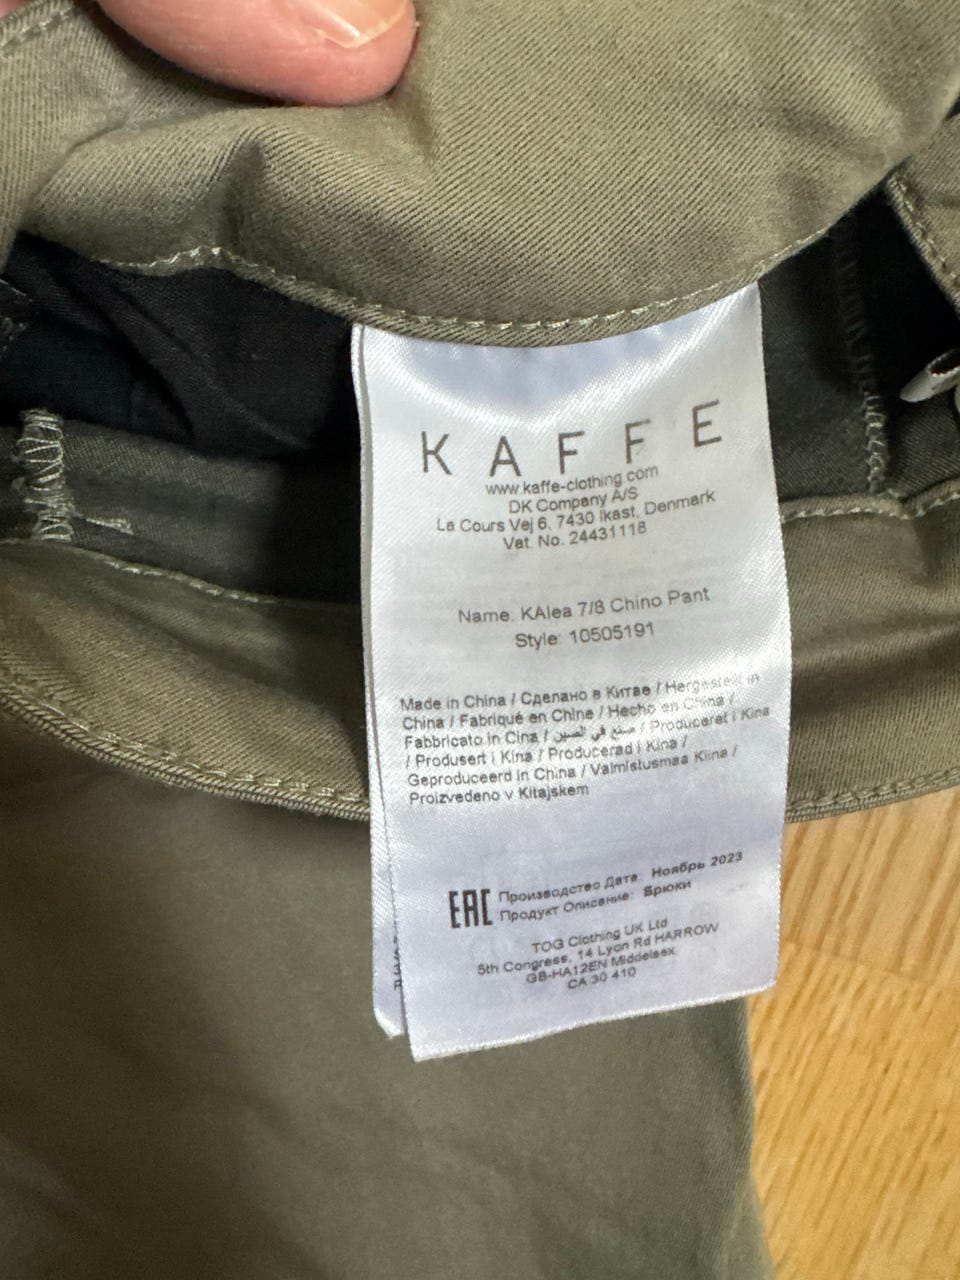 KAFFE
www.kaffe-clothing.com
DK Company A/S
La Cours Vej 6, 7430 Ikast, Denmark
Vat. No. 24431118
Name. KAlea 7/8 Chino Pant
Style: 10505191
Made in China / Сделано в Китае / Hergestellt in
China / Fabriqué en Chine / Hecho en China /
Fabbricato in Cina / صنع في الصين / Produceret i Kina
/ Produsert i Kina / Producerad i Kina /
Geproduceerd in China / Valmistusmaa Kiina /
Proizvedeno v Kitajskem
EAC Производство Дата: Ноябрь 2023
Продукт Описание: Брюки
TOG Clothing UK Ltd
5th Congress, 14 Lyon Rd HARROW
GB-HA12EN Middelsex
CA 30 410